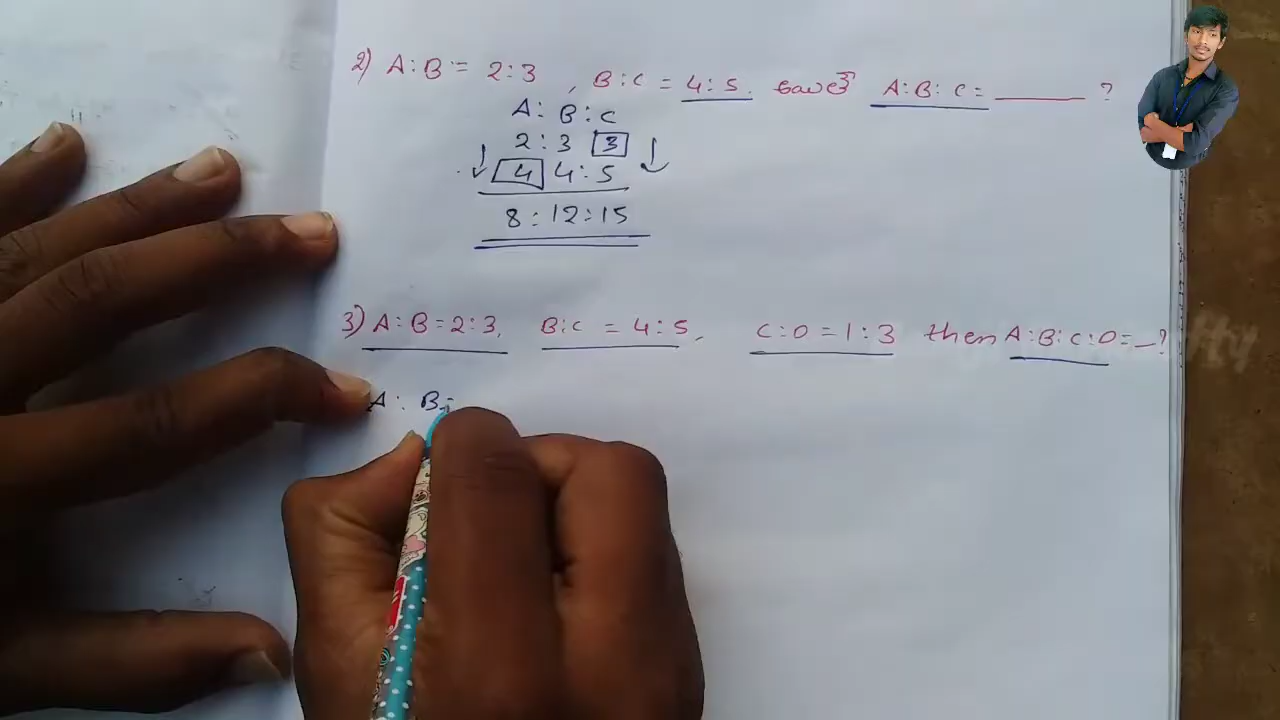 2) A:B = 2:3 , B:C = 4:5. A:B:C = ______ ?
A: B: C
2 : 3 3
4 4 : 5
8 : 12 : 15
3) A:B=2:3, B:C = 4:5, C:D = 1:3 then A:B:C:D = _?
A: B: